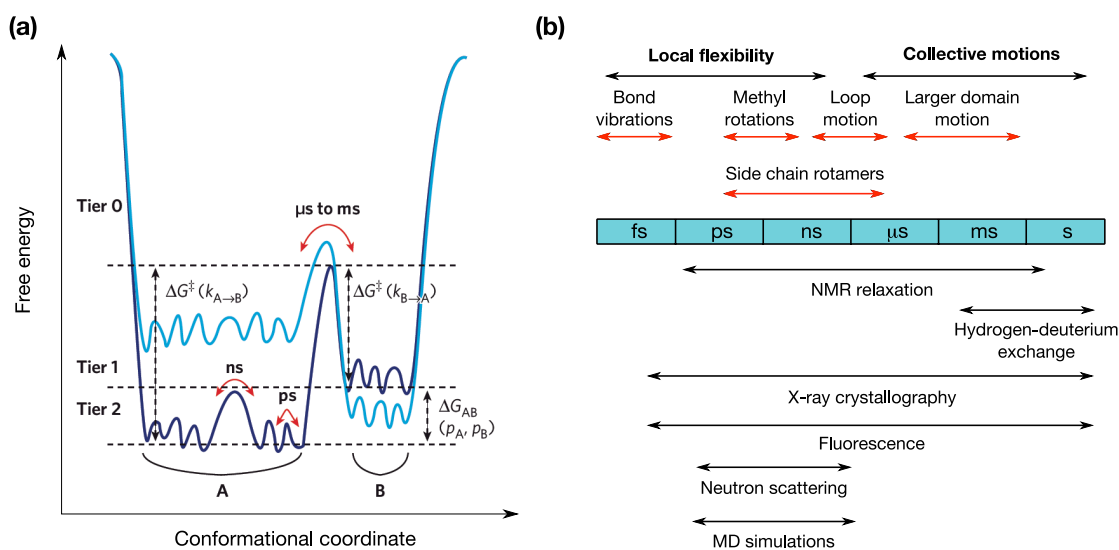 (a)
Free energy
Tier 0
Tier 1
Tier 2
µs to ms
ΔG‡ (kA→B)
ΔG‡ (kB→A)
ns
ps
ΔGAB
(pA, pB)
A
B
Conformational coordinate
(b)
Local flexibility
Collective motions
Bond
vibrations
Methyl
rotations
Loop
motion
Larger domain
motion
Side chain rotamers
fs ps ns µs ms s
NMR relaxation
Hydrogen–deuterium
exchange
X-ray crystallography
Fluorescence
Neutron scattering
MD simulations